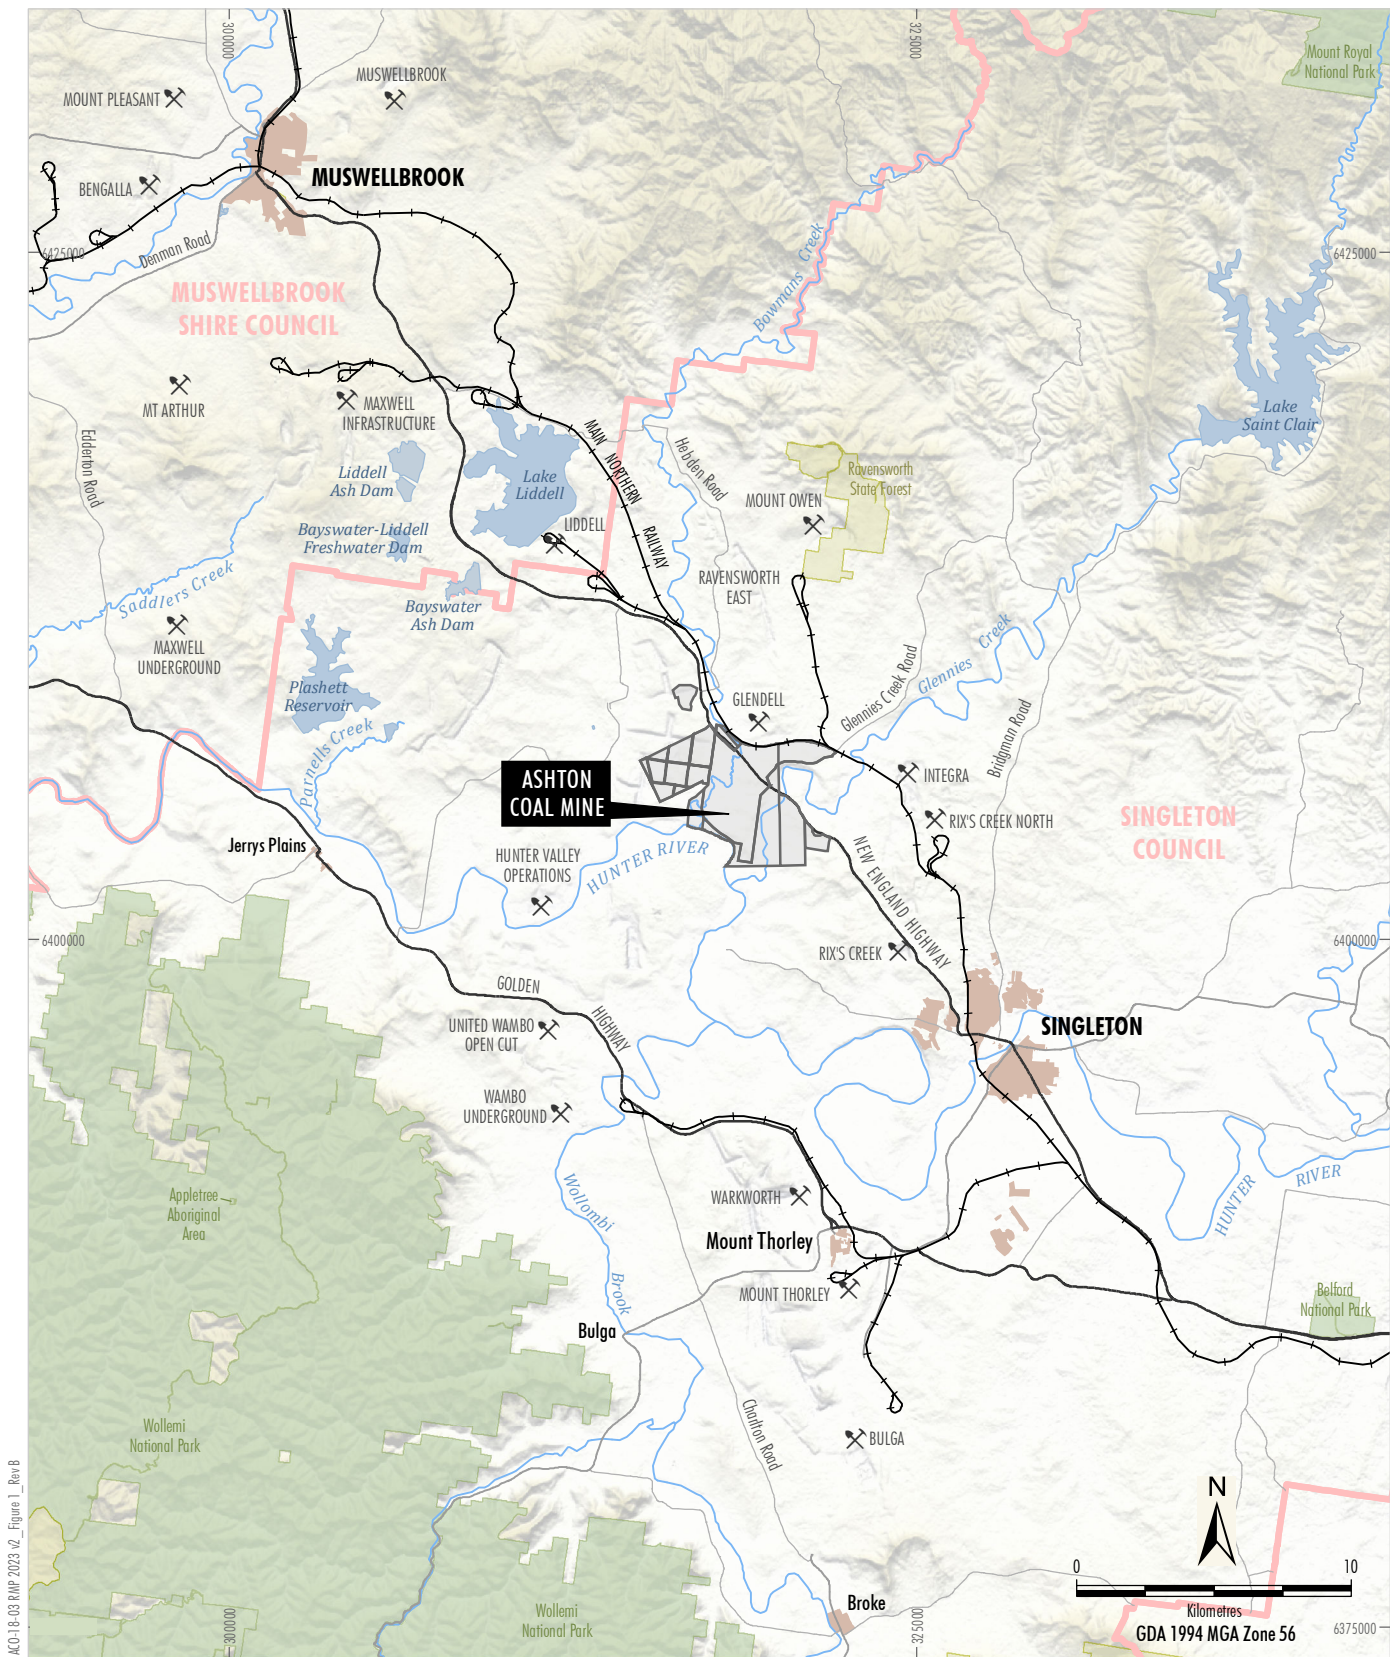 300000
325000
Mount Royal
National Park
MUSWELLBROOK
MOUNT PLEASANT
MUSWELLBROOK
BENGALLA
Denman Road
6425000
6425000
Bowmans Creek
MUSWELLBROOK
SHIRE COUNCIL
MT ARTHUR
MAXWELL
INFRASTRUCTURE
Lake
Saint Clair
Edderton Road
MAIN NORTHERN RAILWAY
Hebden Road
Liddell
Ash Dam
Lake
Liddell
Ravensworth
State Forest
MOUNT OWEN
LIDDELL
Bayswater-Liddell
Freshwater Dam
Saddlers Creek
RAVENSWORTH
EAST
Bayswater
Ash Dam
MAXWELL
UNDERGROUND
Glennies Creek
Glennies Creek Road
Plashett
Reservoir
GLENDELL
Parnells Creek
Bridgman Road
ASHTON
COAL MINE
INTEGRA
RIX'S CREEK NORTH
SINGLETON
COUNCIL
Jerrys Plains
HUNTER VALLEY
OPERATIONS
HUNTER RIVER
NEW ENGLAND HIGHWAY
6400000
6400000
RIX'S CREEK
GOLDEN HIGHWAY
UNITED WAMBO
OPEN CUT
SINGLETON
WAMBO
UNDERGROUND
Wollombi Brook
Appletree
Aboriginal
Area
WARKWORTH
HUNTER RIVER
Mount Thorley
MOUNT THORLEY
Belford
National Park
Bulga
Charlton Road
Wollemi
National Park
BULGA
N
0
10
Kilometres
GDA 1994 MGA Zone 56
Broke
Wollemi
National Park
300000
325000
6375000
ACO-18-03 RMP 2023 v2_Figure 1_Rev B